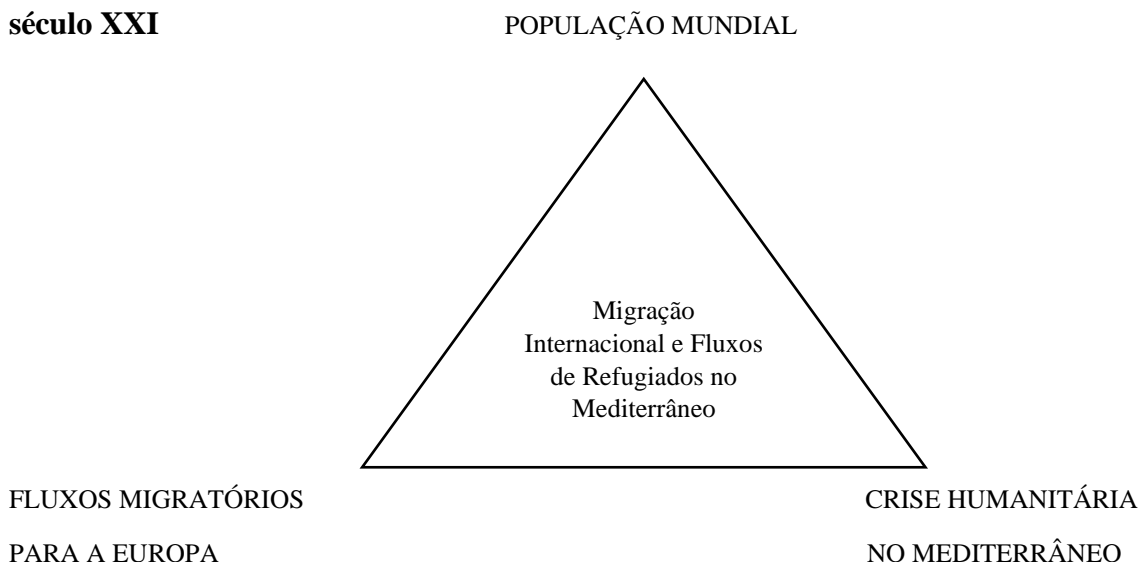 século XXI
POPULAÇÃO MUNDIAL
Migração
Internacional e Fluxos
de Refugiados no
Mediterrâneo
FLUXOS MIGRATÓRIOS
PARA A EUROPA
CRISE HUMANITÁRIA
NO MEDITERRÂNEO